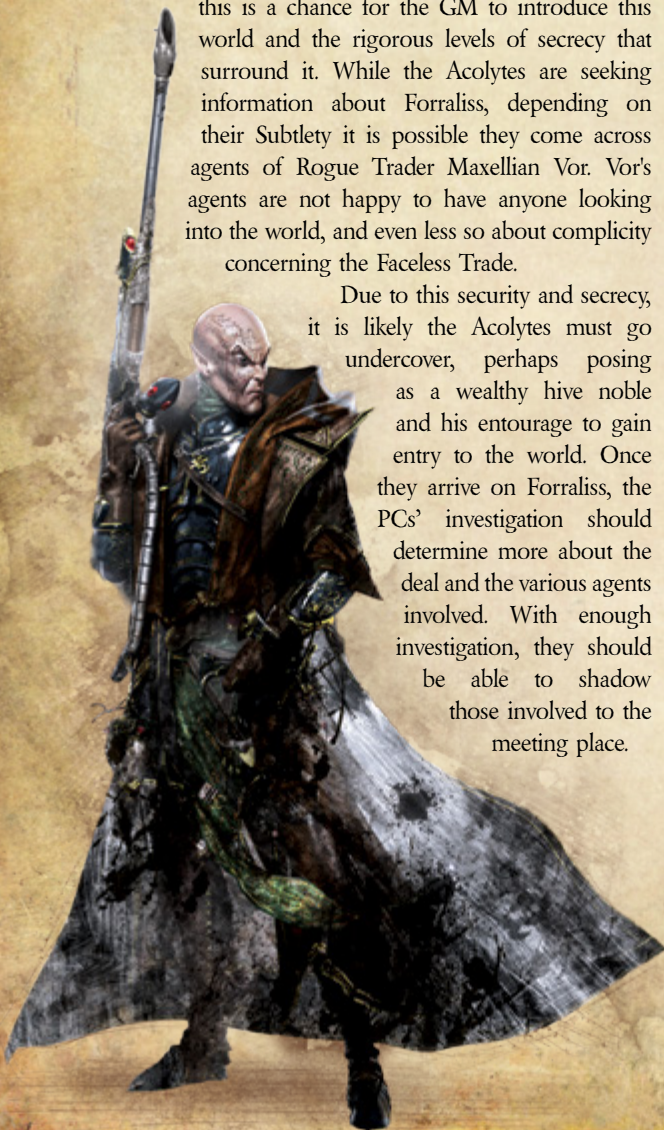 this is a chance for the GM to introduce this
world and the rigorous levels of secrecy that
surround it. While the Acolytes are seeking
information about Forraliss, depending on
their Subtlety it is possible they come across
agents of Rogue Trader Maxellian Vor. Vor's
agents are not happy to have anyone looking
into the world, and even less so about complicity
concerning the Faceless Trade.
Due to this security and secrecy,
it is likely the Acolytes must go
undercover, perhaps posing
as a wealthy hive noble
and his entourage to gain
entry to the world. Once
they arrive on Forraliss, the
PCs’ investigation should
determine more about the
deal and the various agents
involved. With enough
investigation, they should
be able to shadow
those involved to the
meeting place.